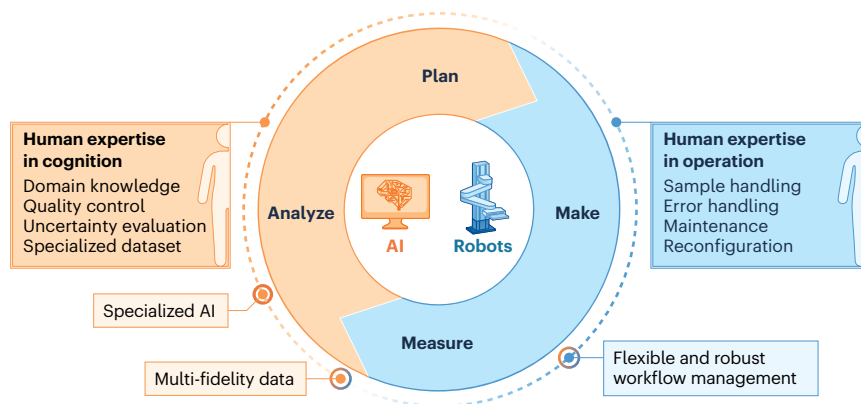 Plan
Human expertise
in cognition
Domain knowledge
Quality control
Uncertainty evaluation
Specialized dataset
Analyze
AI
Robots
Make
Human expertise
in operation
Sample handling
Error handling
Maintenance
Reconfiguration
Specialized AI
Measure
Multi-fidelity data
Flexible and robust
workflow management